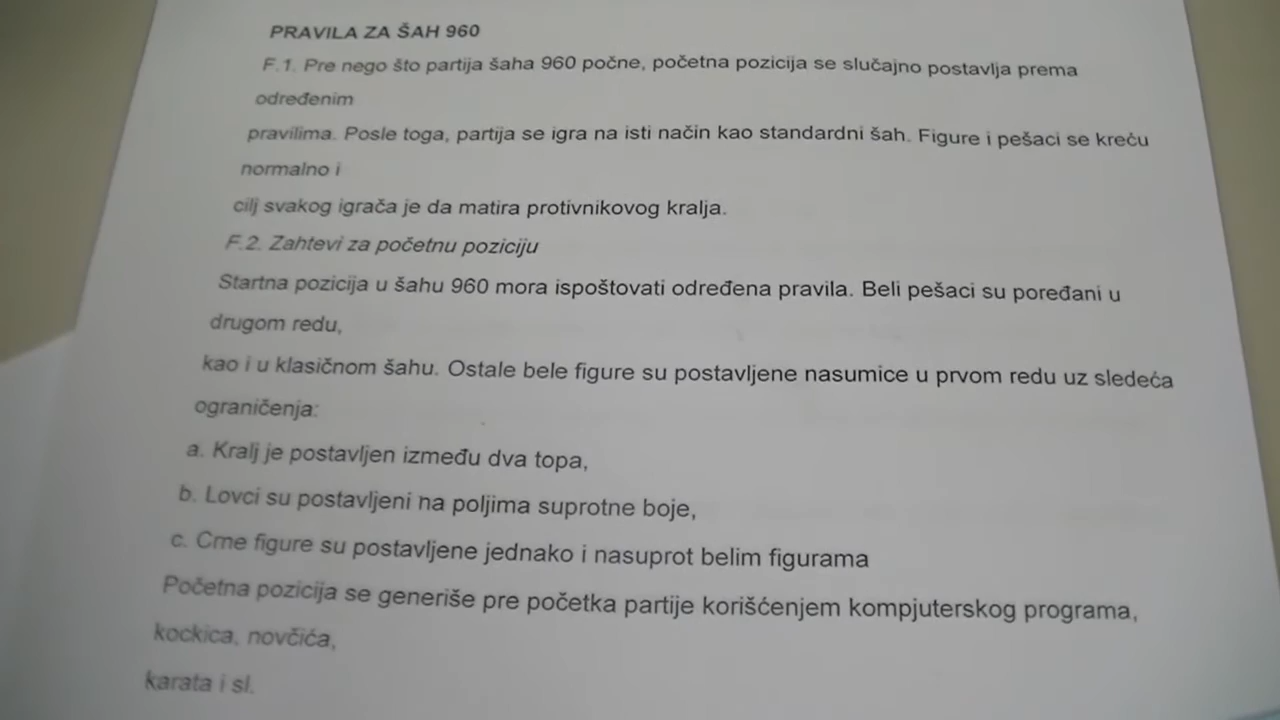 PRAVILA ZA ŠAH 960
F.1. Pre nego što partija šaha 960 počne, početna pozicija se slučajno postavlja prema
određenim
pravilima. Posle toga, partija se igra na isti način kao standardni šah. Figure i pešaci se kreću
normalno i
cilj svakog igrača je da matira protivnikovog kralja.
F.2. Zahtevi za početnu poziciju
Startna pozicija u šahu 960 mora ispoštovati određena pravila. Beli pešaci su poređani u
drugom redu,
kao i u klasičnom šahu. Ostale bele figure su postavljene nasumice u prvom redu uz sledeća
ograničenja:
a. Kralj je postavljen između dva topa,
b. Lovci su postavljeni na poljima suprotne boje,
c. Crne figure su postavljene jednako i nasuprot belim figurama
Početna pozicija se generiše pre početka partije korišćenjem kompjuterskog programa,
kockica, novčića,
karata i sl.